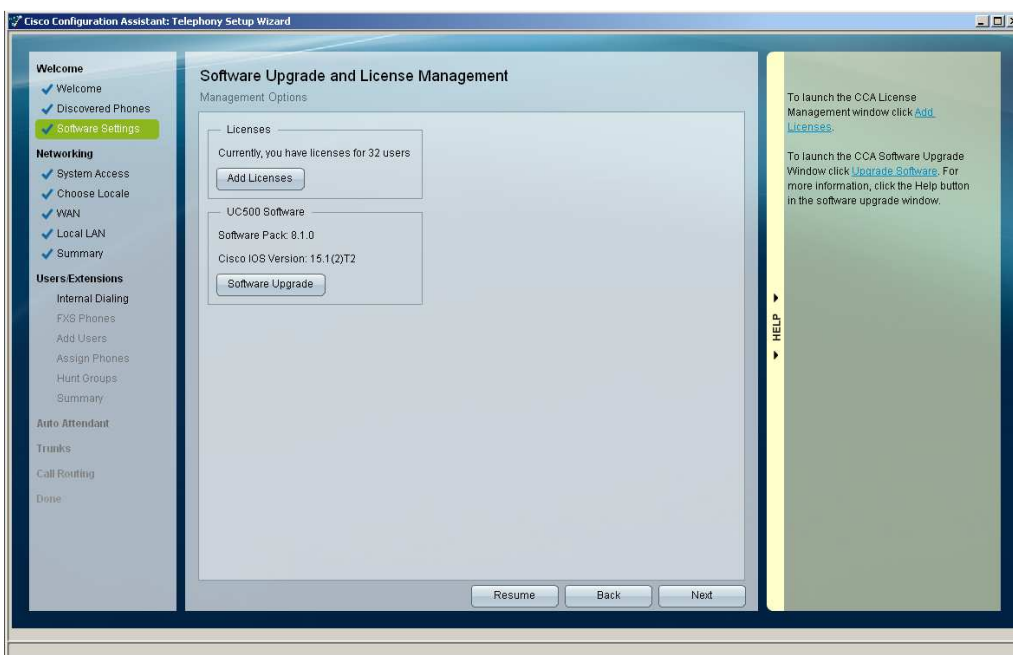 Cisco Configuration Assistant: Telephony Setup Wizard
Welcome
Welcome
Discovered Phones
Software Settings
Networking
System Access
Choose Locale
WAN
Local LAN
Summary
Users/Extensions
Internal Dialing
FXS Phones
Add Users
Assign Phones
Hunt Groups
Summary
Auto Attendant
Trunks
Call Routing
Done
Software Upgrade and License Management
Management Options
Licenses
Currently, you have licenses for 32 users
Add Licenses
UC500 Software
Software Pack: 8.1.0
Cisco IOS Version: 15.1(2)T2
Software Upgrade
Resume
Back
Next
HELP
To launch the CCA License
Management window click Add
Licenses.
To launch the CCA Software Upgrade
Window click Upgrade Software. For
more information, click the Help button
in the software upgrade window.